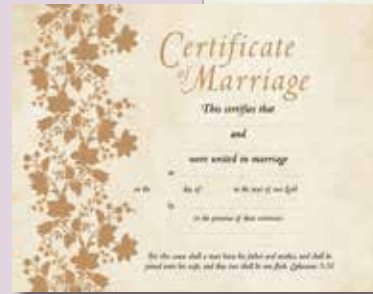 Certificate
of Marriage
This certifies that
and
were united in marriage
at
on the day of in the year of our Lord
by
in the presence of these witnesses
For this cause shall a man leave his father and mother, and shall be
joined unto his wife, and they two shall be one flesh. Ephesians 5:31